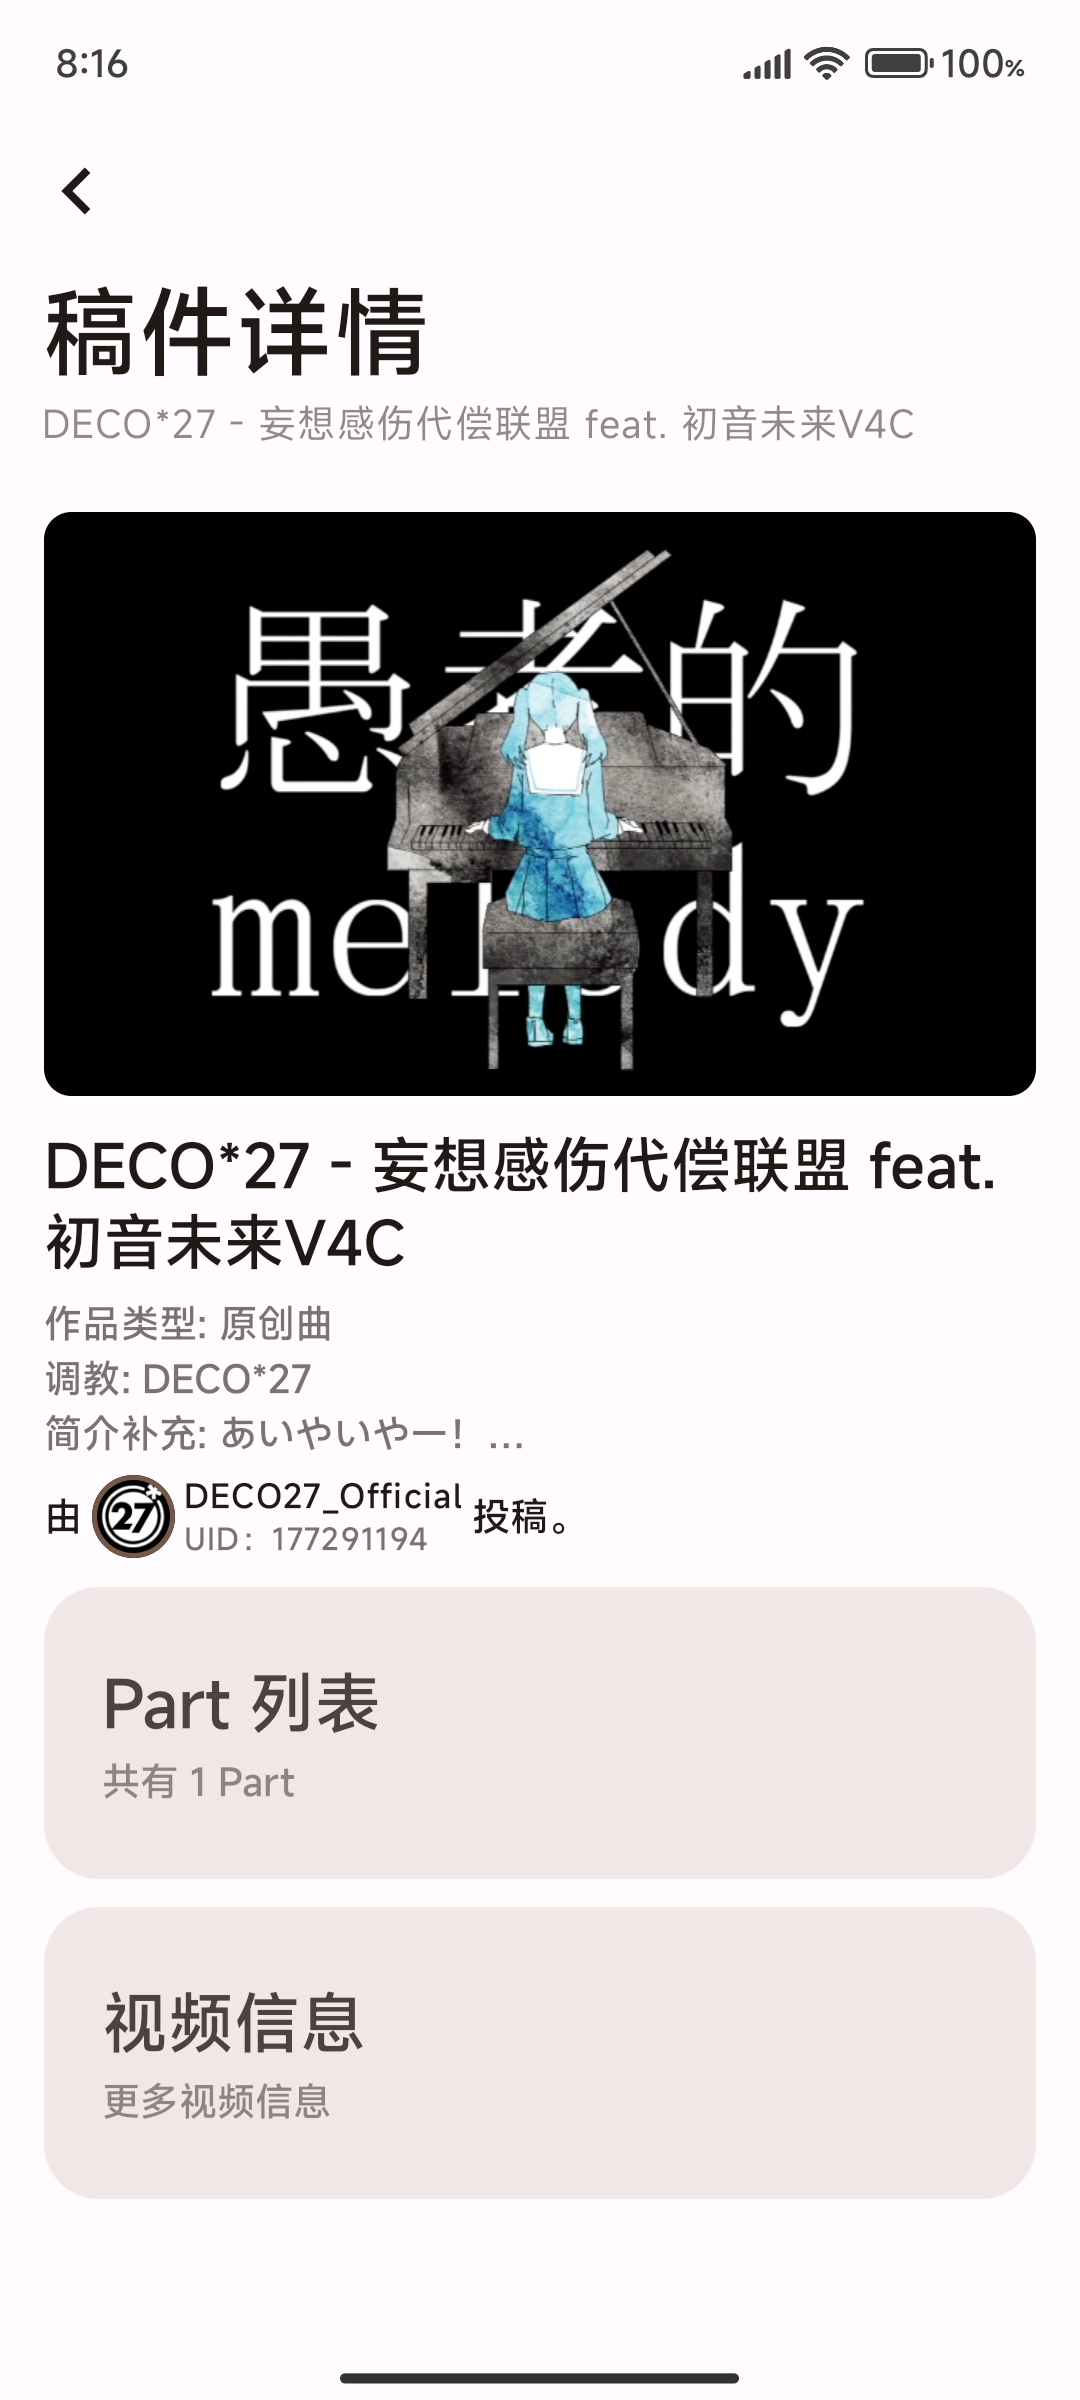 8:16
100%
稿件详情
DECO*27 - 妄想感伤代偿联盟 feat. 初音未来V4C
愚者的
melody
DECO*27 - 妄想感伤代偿联盟 feat.
初音未来V4C
作品类型: 原创曲
调教: DECO*27
简介补充: あいやいやー！ ...
由 27 DECO27_Official 投稿。
UID：177291194
Part 列表
共有 1 Part
视频信息
更多视频信息